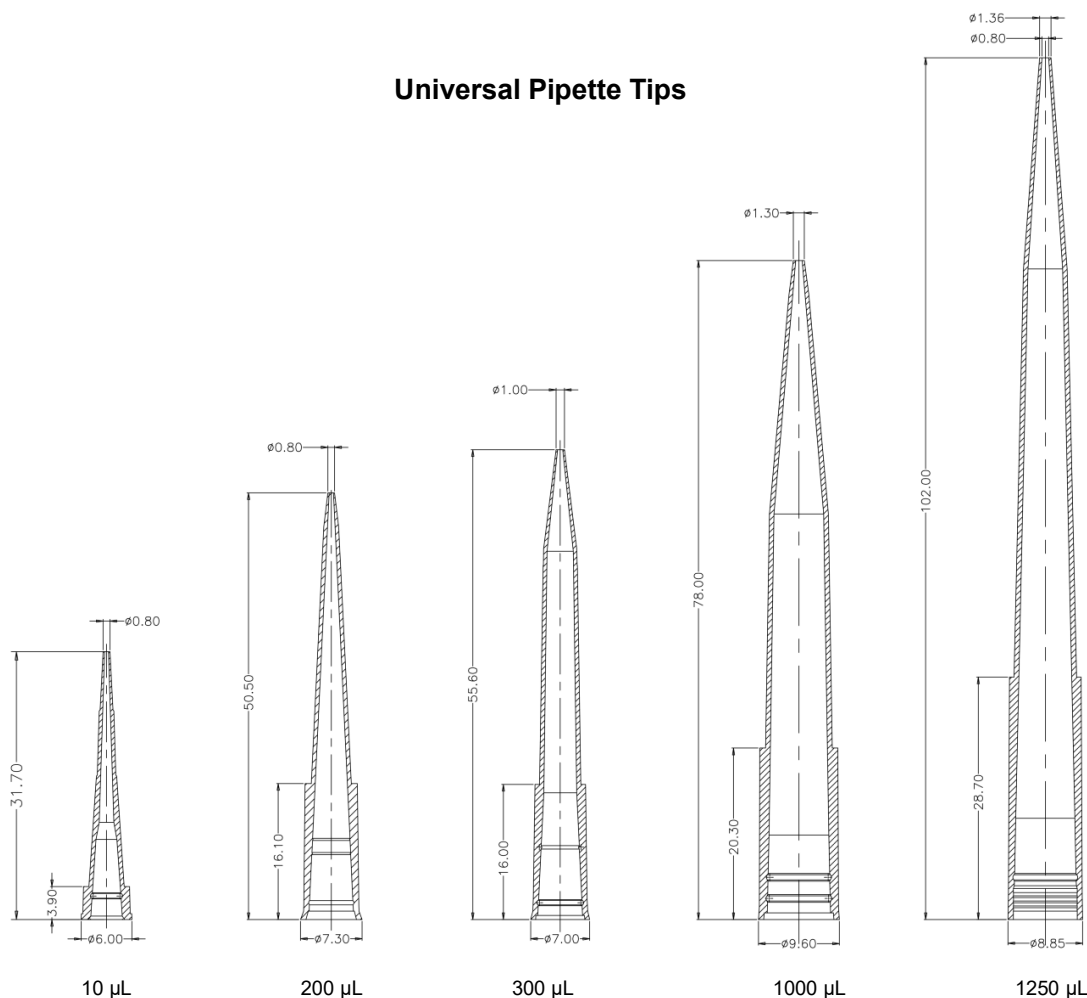 Universal Pipette Tips
ø0.80
31.70
3.90
ø6.00
10 µL
ø0.80
50.50
16.10
ø7.30
200 µL
ø1.00
55.60
16.00
ø7.00
300 µL
ø1.30
78.00
20.30
ø9.60
1000 µL
ø1.36
ø0.80
102.00
28.70
ø8.85
1250 µL